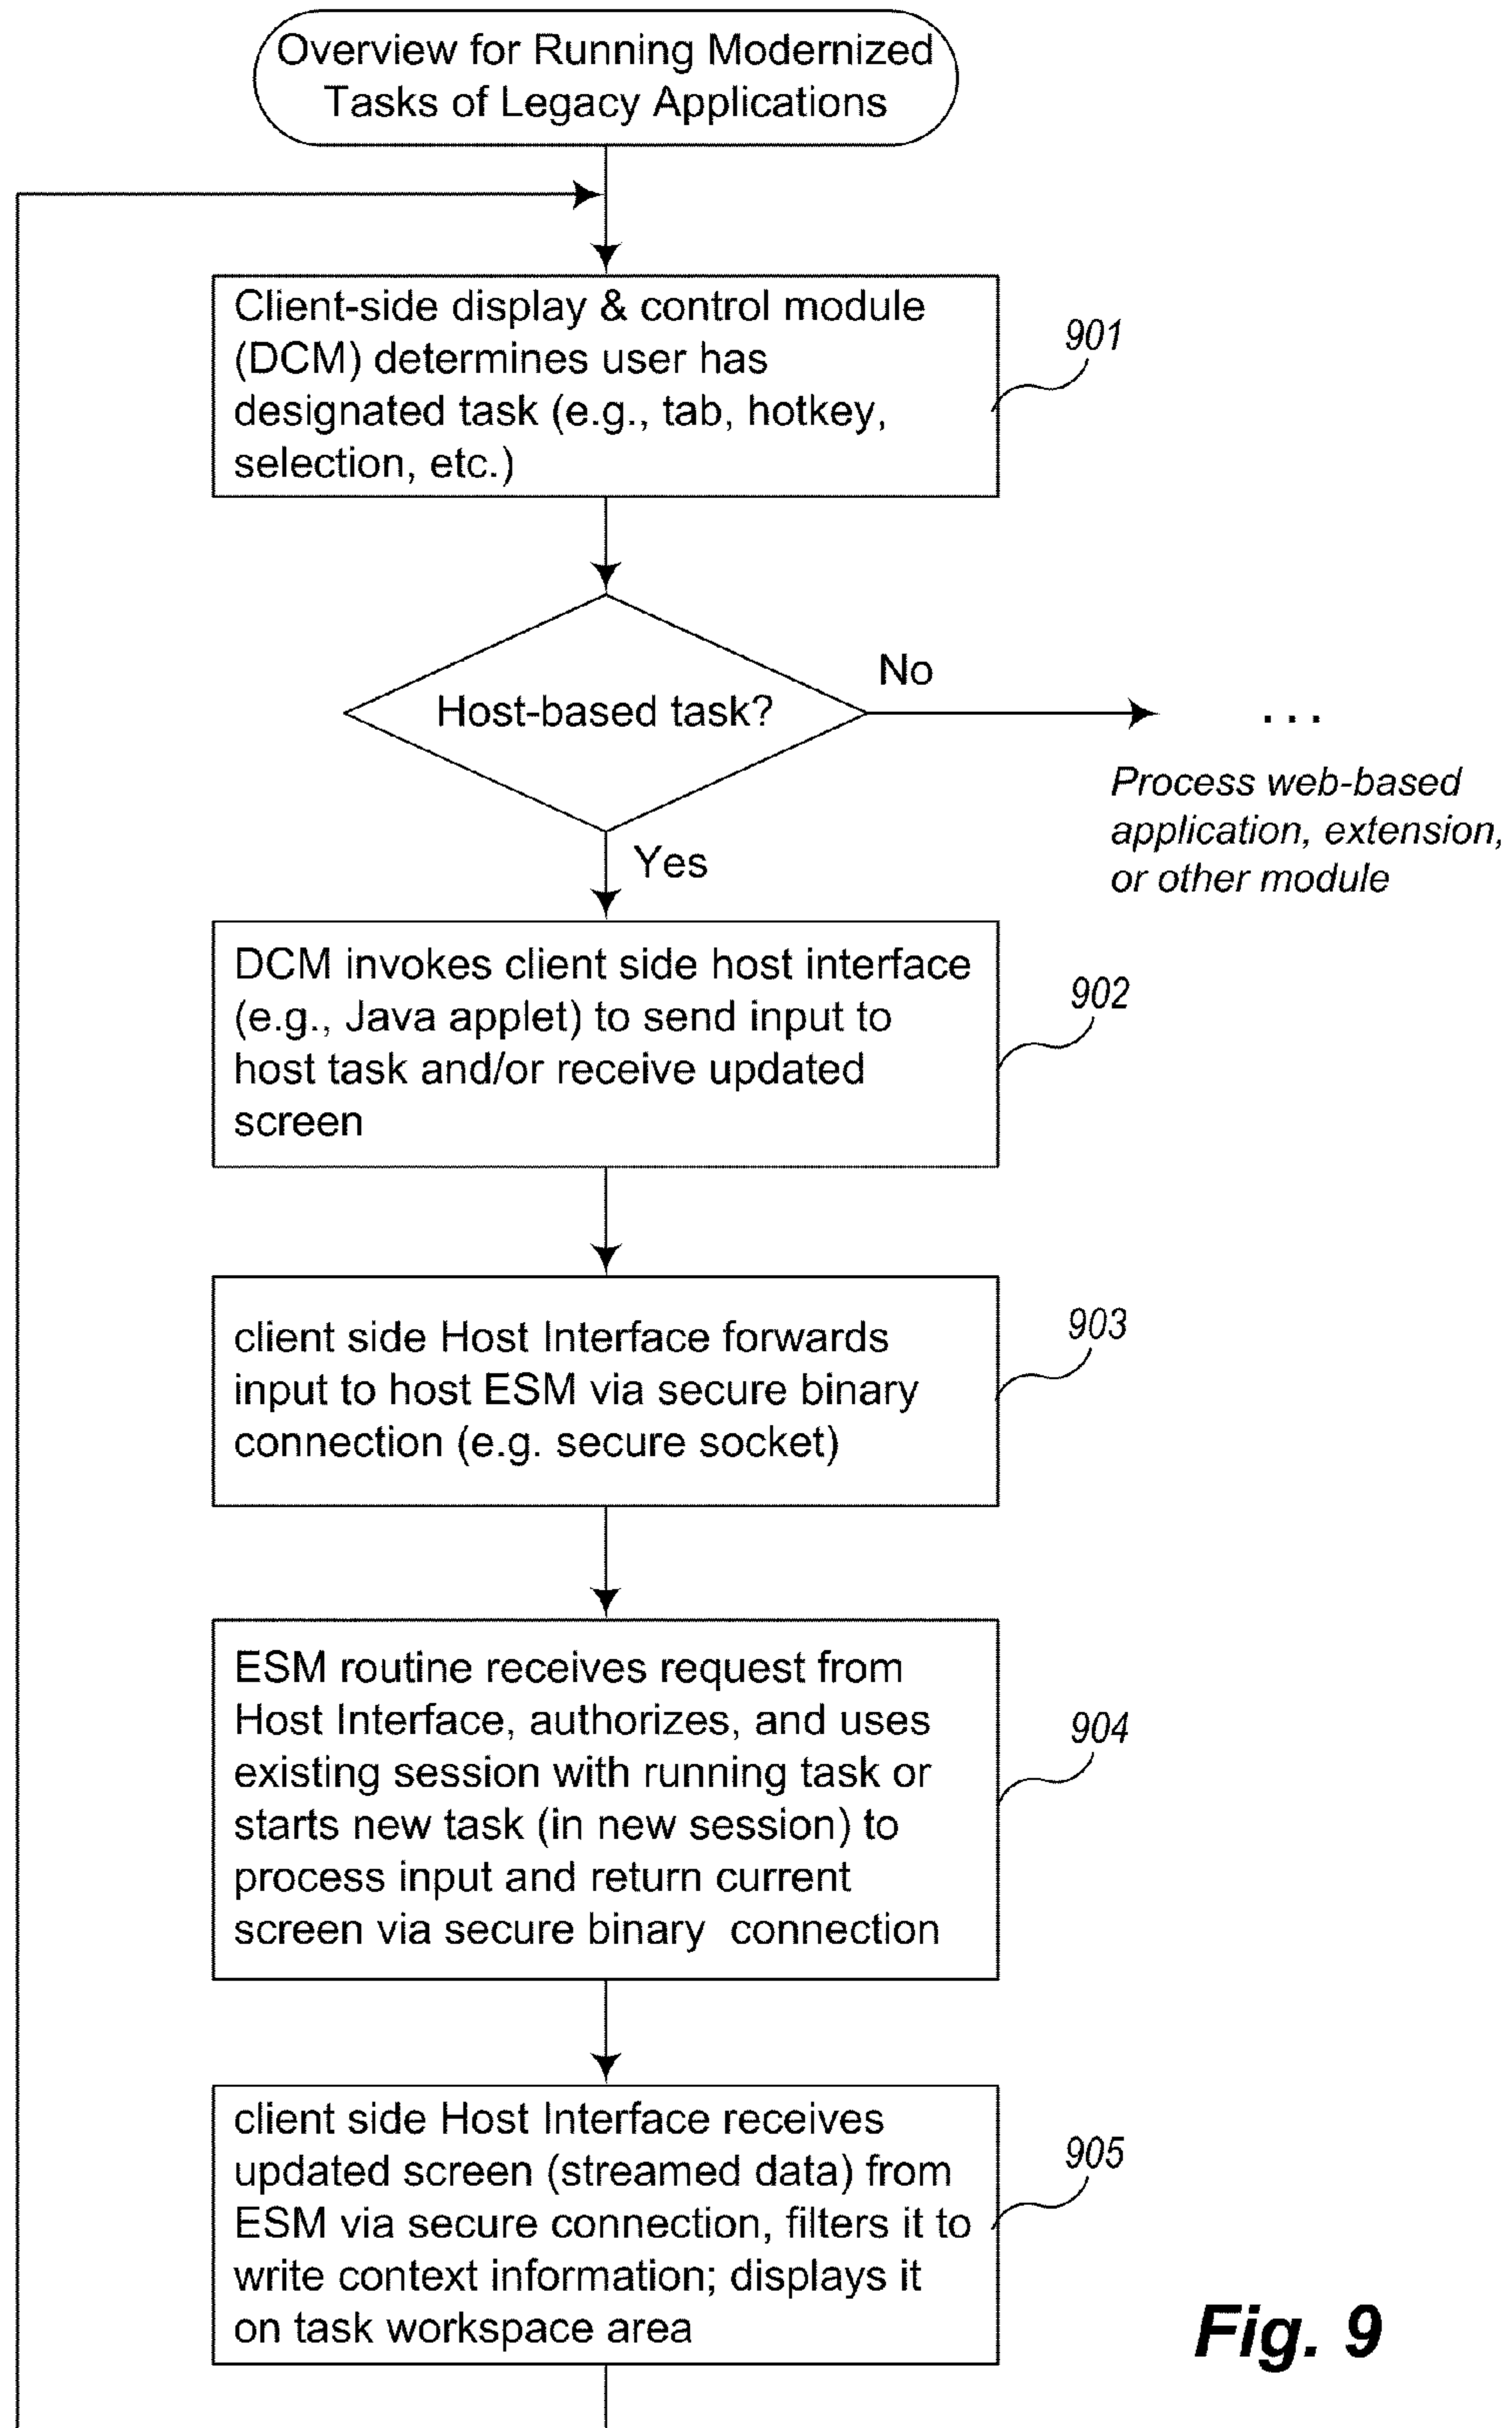 Overview for Running Modernized
Tasks of Legacy Applications
Client-side display & control module
(DCM) determines user has
designated task (e.g., tab, hotkey,
selection, etc.)
901
Host-based task?
No
...
Process web-based
application, extension,
or other module
Yes
DCM invokes client side host interface
(e.g., Java applet) to send input to
host task and/or receive updated
screen
902
client side Host Interface forwards
input to host ESM via secure binary
connection (e.g. secure socket)
903
ESM routine receives request from
Host Interface, authorizes, and uses
existing session with running task or
starts new task (in new session) to
process input and return current
screen via secure binary connection
904
client side Host Interface receives
updated screen (streamed data) from
ESM via secure connection, filters it to
write context information; displays it
on task workspace area
905
Fig. 9